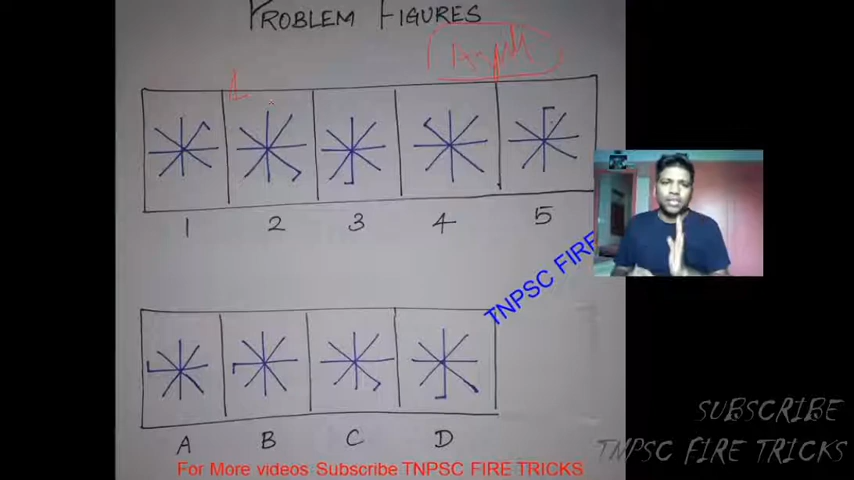 PROBLEM FIGURES
1 2 3 4 5
TNPSC FIRE
A B C D
SUBSCRIBE
TNPSC FIRE TRICKS
For More videos Subscribe TNPSC FIRE TRICKS